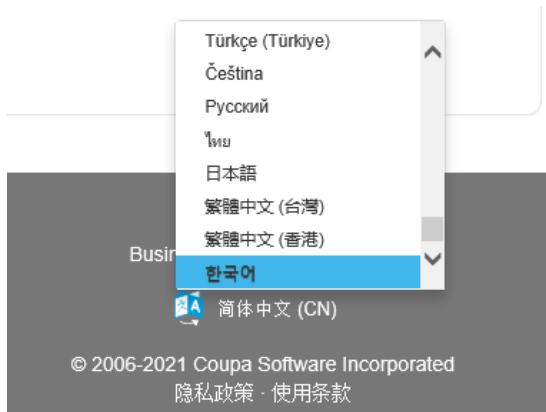 Türkçe (Türkiye)
Čeština
Русский
ไทย
日本語
繁體中文 (台灣)
繁體中文 (香港)
한국어
简体中文 (CN)
© 2006-2021 Coupa Software Incorporated
隐私政策 · 使用条款